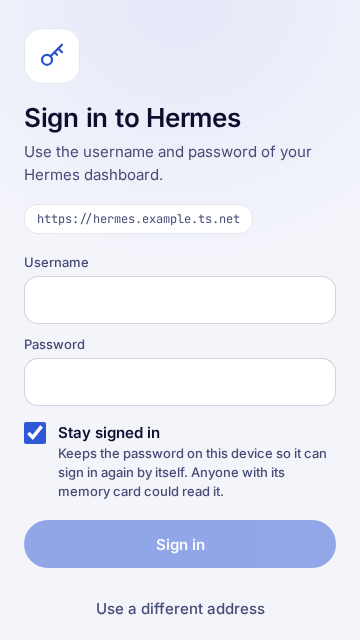 Sign in to Hermes
Use the username and password of your
Hermes dashboard.
https://hermes.example.ts.net
Username
Password
Stay signed in
Keeps the password on this device so it can
sign in again by itself. Anyone with its
memory card could read it.
Sign in
Use a different address